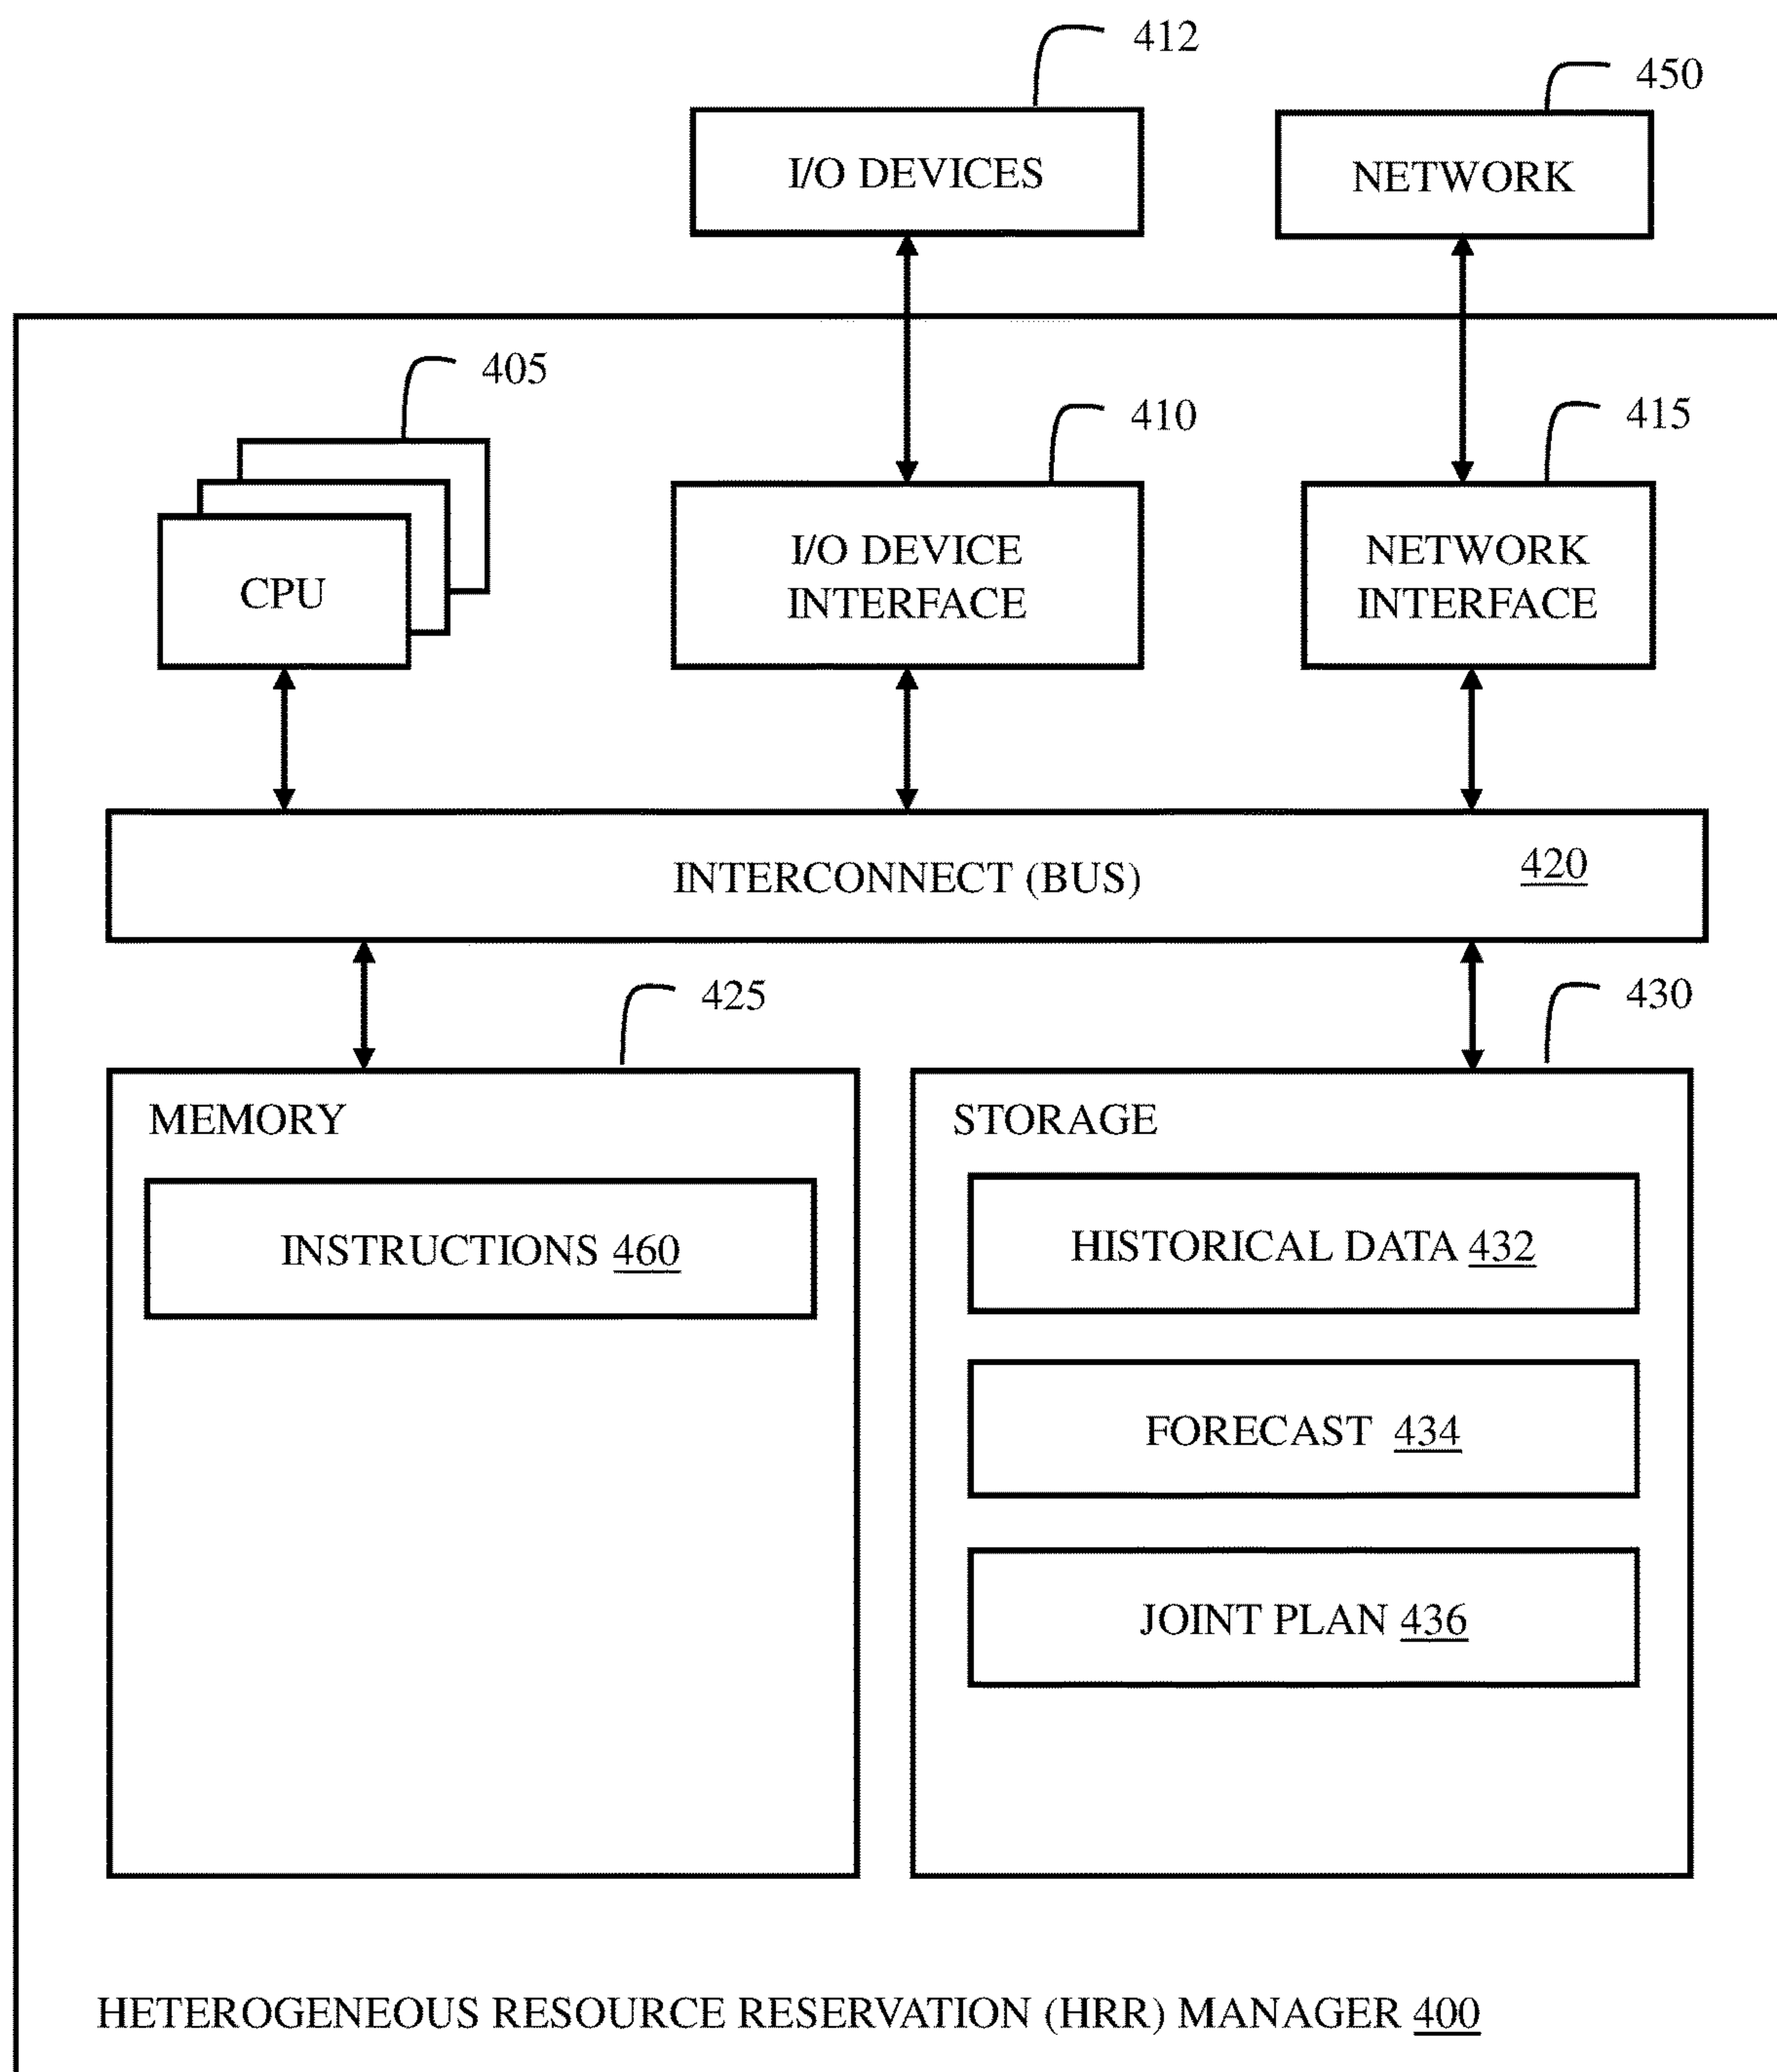 412
450
I/O DEVICES
NETWORK
405
410
415
CPU
I/O DEVICE
INTERFACE
NETWORK
INTERFACE
INTERCONNECT (BUS) 420
425
430
MEMORY
INSTRUCTIONS 460
STORAGE
HISTORICAL DATA 432
FORECAST 434
JOINT PLAN 436
HETEROGENEOUS RESOURCE RESERVATION (HRR) MANAGER 400